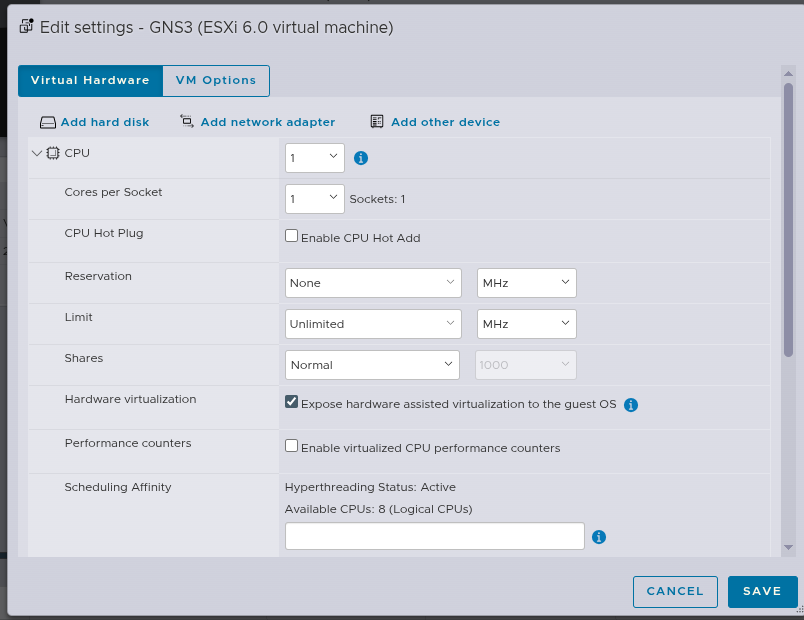 Edit settings - GNS3 (ESXi 6.0 virtual machine)
Virtual Hardware VM Options
Add hard disk Add network adapter Add other device
CPU 1
Cores per Socket 1 Sockets: 1
CPU Hot Plug Enable CPU Hot Add
Reservation None MHz
Limit Unlimited MHz
Shares Normal 1000
Hardware virtualization Expose hardware assisted virtualization to the guest OS
Performance counters Enable virtualized CPU performance counters
Scheduling Affinity Hyperthreading Status: Active
Available CPUs: 8 (Logical CPUs)
CANCEL SAVE